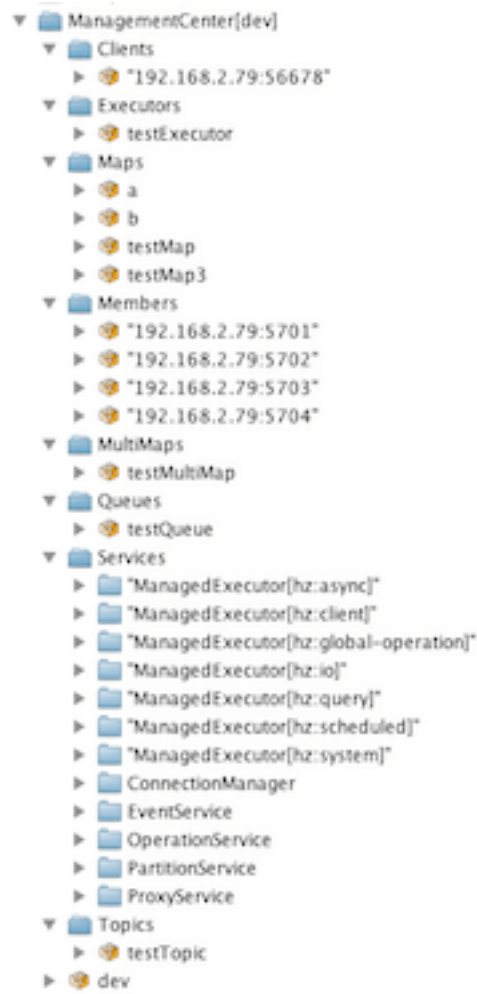 ManagementCenter[dev]
Clients
"192.168.2.79:56678"
Executors
testExecutor
Maps
a
b
testMap
testMap3
Members
"192.168.2.79:5701"
"192.168.2.79:5702"
"192.168.2.79:5703"
"192.168.2.79:5704"
MultiMaps
testMultiMap
Queues
testQueue
Services
"ManagedExecutor[hz:async]"
"ManagedExecutor[hz:client]"
"ManagedExecutor[hz:global-operation]"
"ManagedExecutor[hz:io]"
"ManagedExecutor[hz:query]"
"ManagedExecutor[hz:scheduled]"
"ManagedExecutor[hz:system]"
ConnectionManager
EventService
OperationService
PartitionService
ProxyService
Topics
testTopic
dev